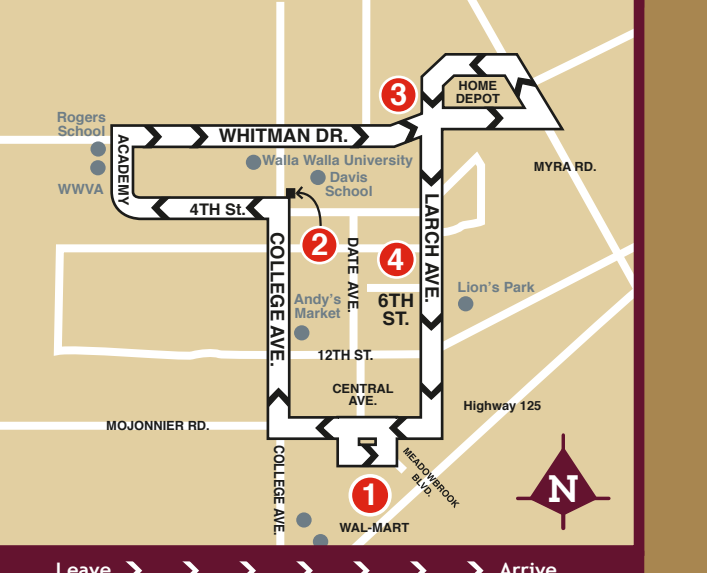 HOME
DEPOT
3
Rogers
School
WHITMAN DR.
ACADEMY
Walla Walla University
MYRA RD.
Davis
School
WWVA
4TH St.
LARCH AVE.
2
COLLEGE AVE.
DATE AVE.
4
Lion's Park
Andy's
Market
6TH
ST.
12TH ST.
CENTRAL
AVE.
Highway 125
MOJONNIER RD.
COLLEGE AVE.
MEADOWBROOK
BLVD.
1
N
WAL-MART
Leave
Arrive